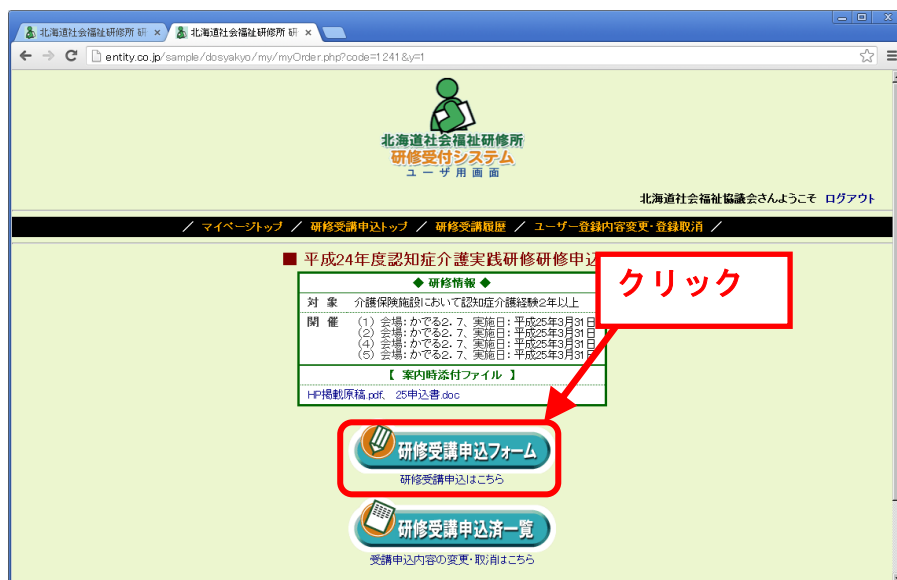 北海道社会福祉研修所 研
北海道社会福祉研修所 研
entity.co.jp/sample/dosyakyo/my/myOrder.php?code=1241&y=1
北海道社会福祉研修所
研修受付システム
ユーザ用画面
北海道社会福祉協議会さんようこそ ログアウト
／ マイページトップ ／ 研修受講申込トップ ／ 研修受講履歴 ／ ユーザー登録内容変更・登録取消 ／
■ 平成24年度認知症介護実践研修研修申込
クリック
◆ 研修情報 ◆
対 象 介護保険施設において認知症介護経験2年以上
開 催 (1) 会場：かでる2．7、実施日：平成25年3月31日
(2) 会場：かでる2．7、実施日：平成25年3月31日
(4) 会場：かでる2．7、実施日：平成25年3月31日
(5) 会場：かでる2．7、実施日：平成25年3月31日
【 案内時添付ファイル 】
HP掲載原稿.pdf、 25申込書.doc
研修受講申込フォーム
研修受講申込はこちら
研修受講申込済一覧
受講申込内容の変更・取消はこちら